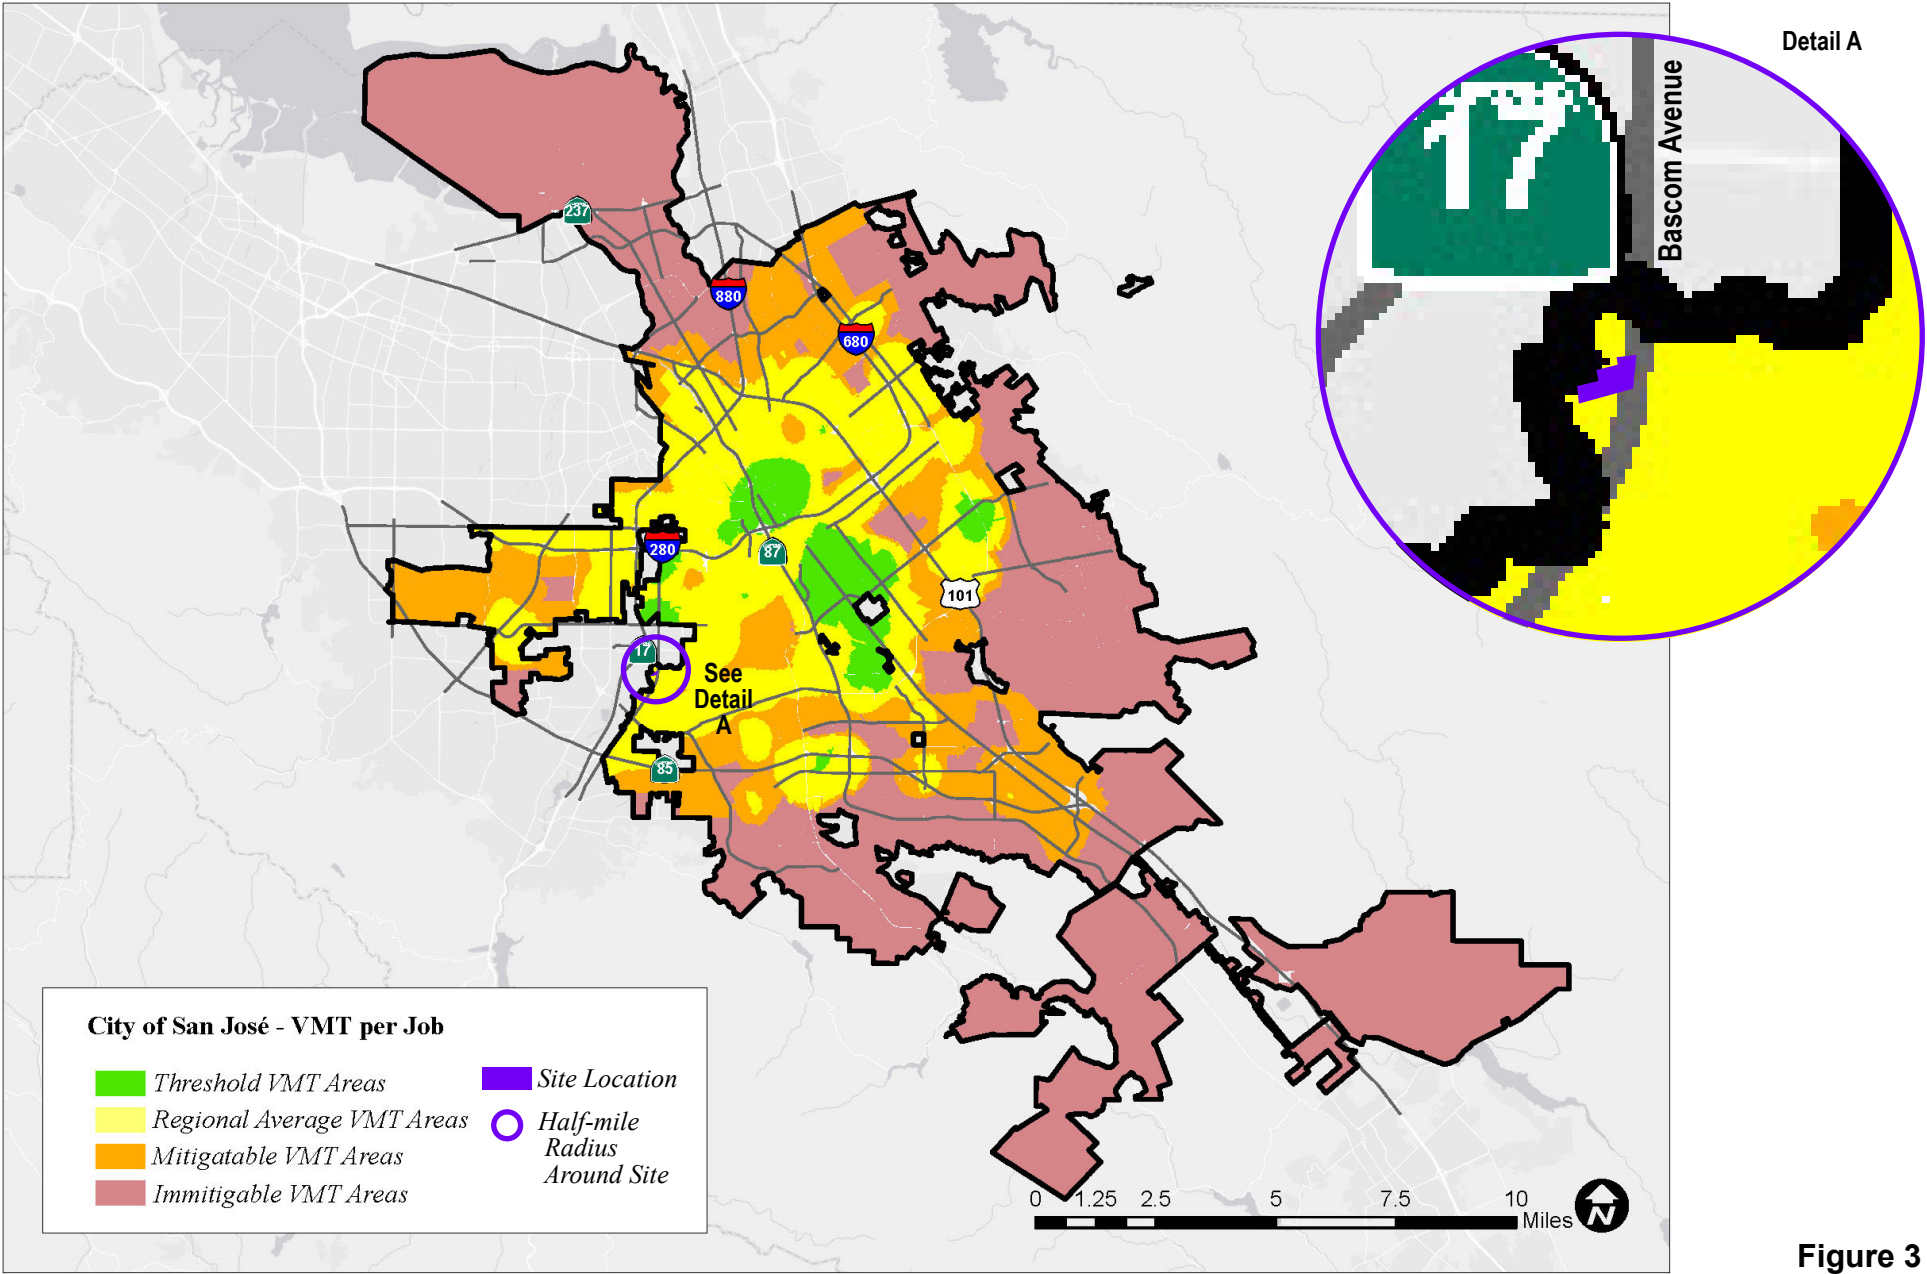 Detail A
17
Bascom Avenue
237
880
680
280
87
101
17
See
Detail
A
85
City of San José - VMT per Job
Threshold VMT Areas
Regional Average VMT Areas
Mitigatable VMT Areas
Immitigable VMT Areas
Site Location
Half-mile
Radius
Around Site
0 1.25 2.5 5 7.5 10
Miles
N
Figure 3